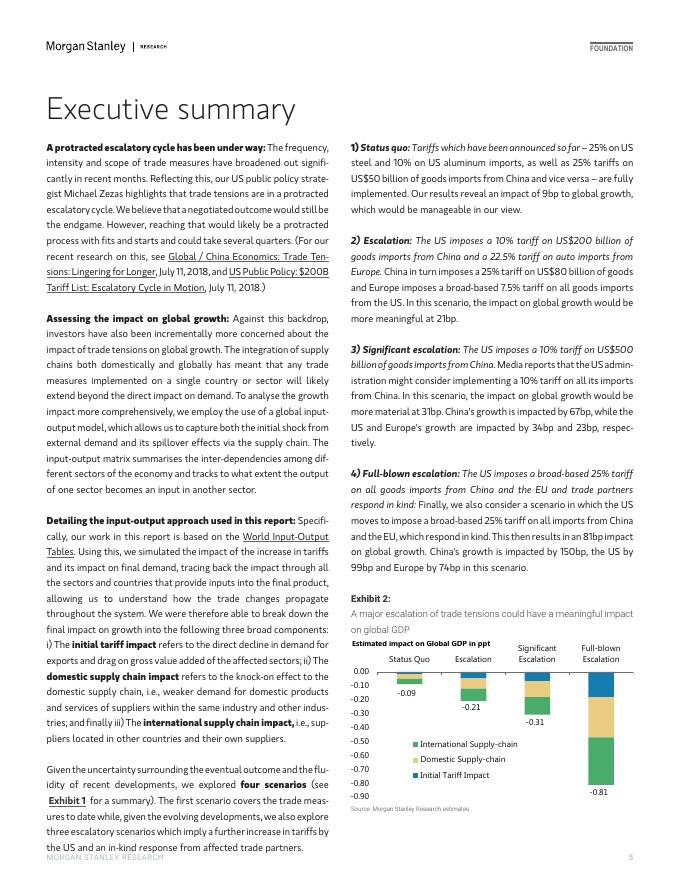 Morgan Stanley | RESEARCH
FOUNDATION
Executive summary
A protracted escalatory cycle has been under way: The frequency,
intensity and scope of trade measures have broadened out signifi-
cantly in recent months. Reflecting this, our US public policy strate-
gist Michael Zezas highlights that trade tensions are in a protracted
escalatory cycle. We believe that a negotiated outcome would still be
the endgame. However, reaching that would likely be a protracted
process with fits and starts and could take several quarters. (For our
recent research on this, see Global / China Economics: Trade Ten-
sions: Lingering for Longer, July 11, 2018, and US Public Policy: $200B
Tariff List: Escalatory Cycle in Motion, July 11, 2018.)
Assessing the impact on global growth: Against this backdrop,
investors have also been incrementally more concerned about the
impact of trade tensions on global growth. The integration of supply
chains both domestically and globally has meant that any trade
measures implemented on a single country or sector will likely
extend beyond the direct impact on demand. To analyse the growth
impact more comprehensively, we employ the use of a global input-
output model, which allows us to capture both the initial shock from
external demand and its spillover effects via the supply chain. The
input-output matrix summarises the inter-dependencies among dif-
ferent sectors of the economy and tracks to what extent the output
of one sector becomes an input in another sector.
Detailing the input-output approach used in this report: Specifi-
cally, our work in this report is based on the World Input-Output
Tables. Using this, we simulated the impact of the increase in tariffs
and its impact on final demand, tracing back the impact through all
the sectors and countries that provide inputs into the final product,
allowing us to understand how the trade changes propagate
throughout the system. We were therefore able to break down the
final impact on growth into the following three broad components:
i) The initial tariff impact refers to the direct decline in demand for
exports and drag on gross value added of the affected sectors; ii) The
domestic supply chain impact refers to the knock-on effect to the
domestic supply chain, i.e., weaker demand for domestic products
and services of suppliers within the same industry and other indus-
tries; and finally iii) The international supply chain impact, i.e., sup-
pliers located in other countries and their own suppliers.
Given the uncertainty surrounding the eventual outcome and the flu-
idity of recent developments, we explored four scenarios (see
Exhibit 1 for a summary). The first scenario covers the trade meas-
ures to date while, given the evolving developments, we also explore
three escalatory scenarios which imply a further increase in tariffs by
the US and an in-kind response from affected trade partners.
1) Status quo: Tariffs which have been announced so far – 25% on US
steel and 10% on US aluminum imports, as well as 25% tariffs on
US$50 billion of goods imports from China and vice versa – are fully
implemented. Our results reveal an impact of 9bp to global growth,
which would be manageable in our view.
2) Escalation: The US imposes a 10% tariff on US$200 billion of
goods imports from China and a 22.5% tariff on auto imports from
Europe. China in turn imposes a 25% tariff on US$80 billion of goods
and Europe imposes a broad-based 7.5% tariff on all goods imports
from the US. In this scenario, the impact on global growth would be
more meaningful at 21bp.
3) Significant escalation: The US imposes a 10% tariff on US$500
billion of goods imports from China. Media reports that the US admin-
istration might consider implementing a 10% tariff on all its imports
from China. In this scenario, the impact on global growth would be
more material at 31bp. China's growth is impacted by 67bp, while the
US and Europe's growth are impacted by 34bp and 23bp, respec-
tively.
4) Full-blown escalation: The US imposes a broad-based 25% tariff
on all goods imports from China and the EU and trade partners
respond in kind: Finally, we also consider a scenario in which the US
moves to impose a broad-based 25% tariff on all imports from China
and the EU, which respond in kind. This then results in an 81bp impact
on global growth. China's growth is impacted by 150bp, the US by
99bp and Europe by 74bp in this scenario.
Exhibit 2:
A major escalation of trade tensions could have a meaningful impact
on global GDP
Estimated impact on Global GDP in ppt
Status Quo
Escalation
Significant
Escalation
Full-blown
Escalation
0.00
-0.10
-0.20
-0.30
-0.40
-0.50
-0.60
-0.70
-0.80
-0.90
-0.09
-0.21
-0.31
-0.81
International Supply-chain
Domestic Supply-chain
Initial Tariff Impact
Source: Morgan Stanley Research estimates
MORGAN STANLEY RESEARCH
5